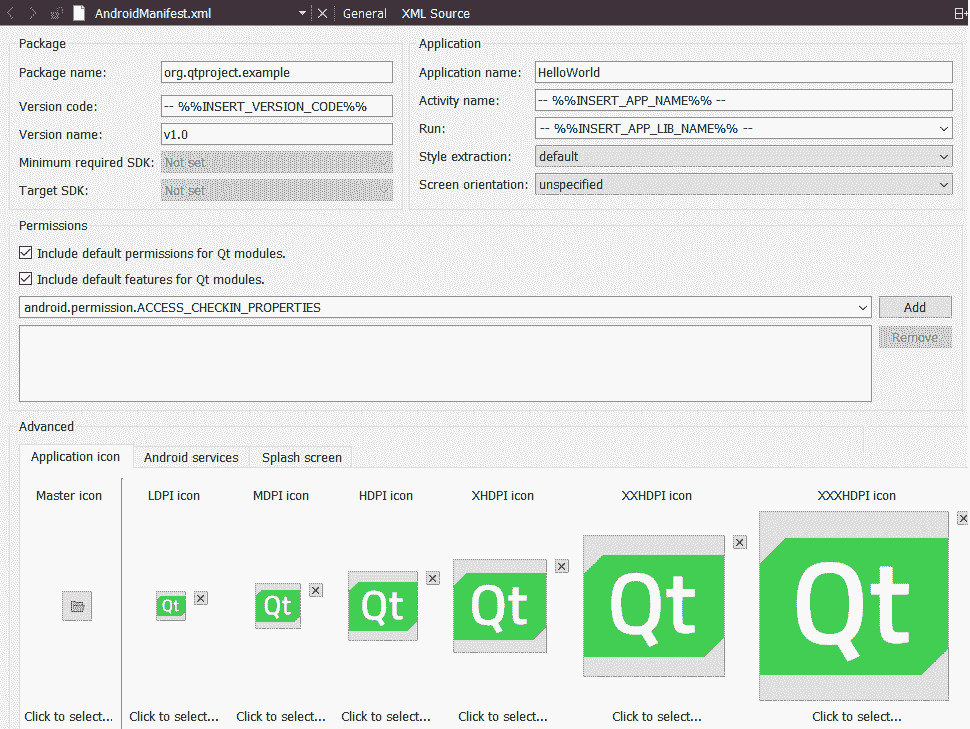 AndroidManifest.xml General XML Source
Package
Package name: org.qtproject.example
Version code: -- %%INSERT_VERSION_CODE%%
Version name: v1.0
Minimum required SDK: Not set
Target SDK: Not set
Application
Application name: HelloWorld
Activity name: -- %%INSERT_APP_NAME%% --
Run: -- %%INSERT_APP_LIB_NAME%% --
Style extraction: default
Screen orientation: unspecified
Permissions
Include default permissions for Qt modules.
Include default features for Qt modules.
android.permission.ACCESS_CHECKIN_PROPERTIES Add
Remove
Advanced
Application icon Android services Splash screen
Master icon LDPI icon MDPI icon HDPI icon XHDPI icon XXHDPI icon XXXHDPI icon
Qt Qt Qt Qt Qt Qt
Click to select... Click to select... Click to select... Click to select... Click to select... Click to select... Click to select...